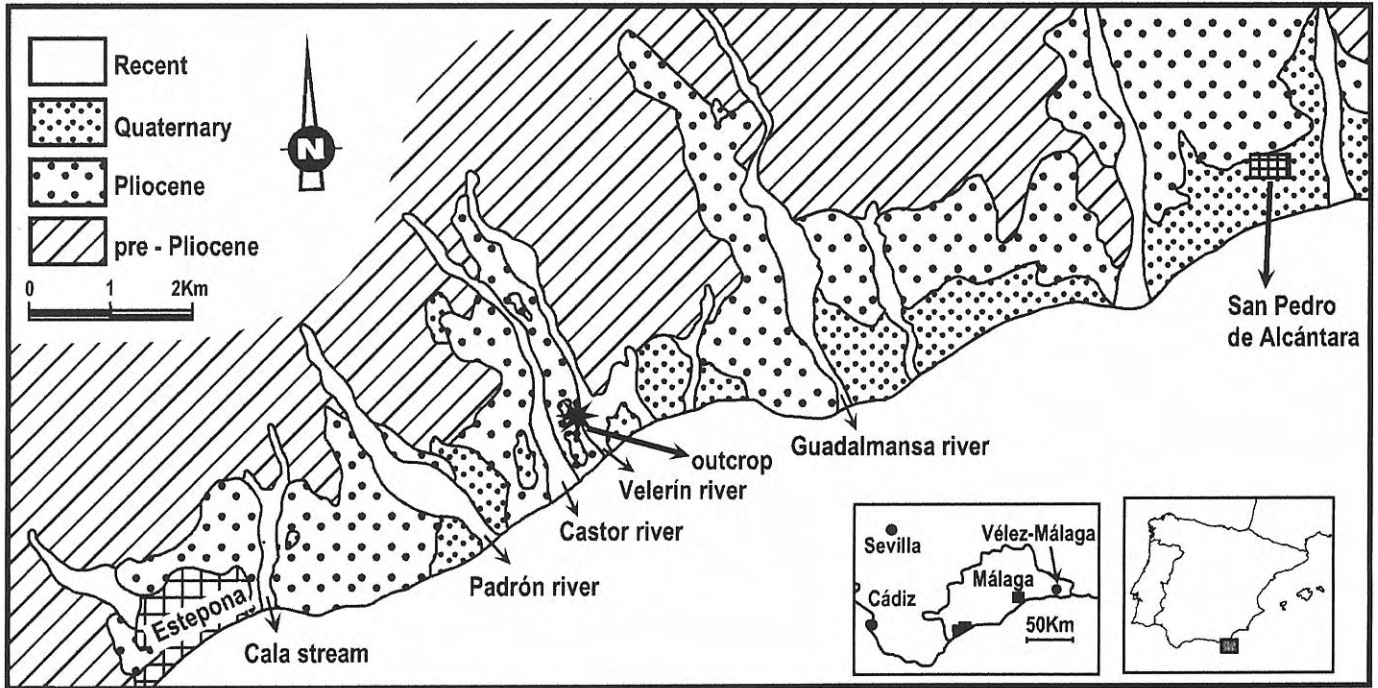 Recent
Quaternary
Pliocene
pre - Pliocene
0 1 2Km
N
San Pedro
de Alcántara
Guadalmansa river
outcrop
Velerín river
Castor river
Padrón river
Estepona
Cala stream
Sevilla
Vélez-Málaga
Málaga
Cádiz
50Km